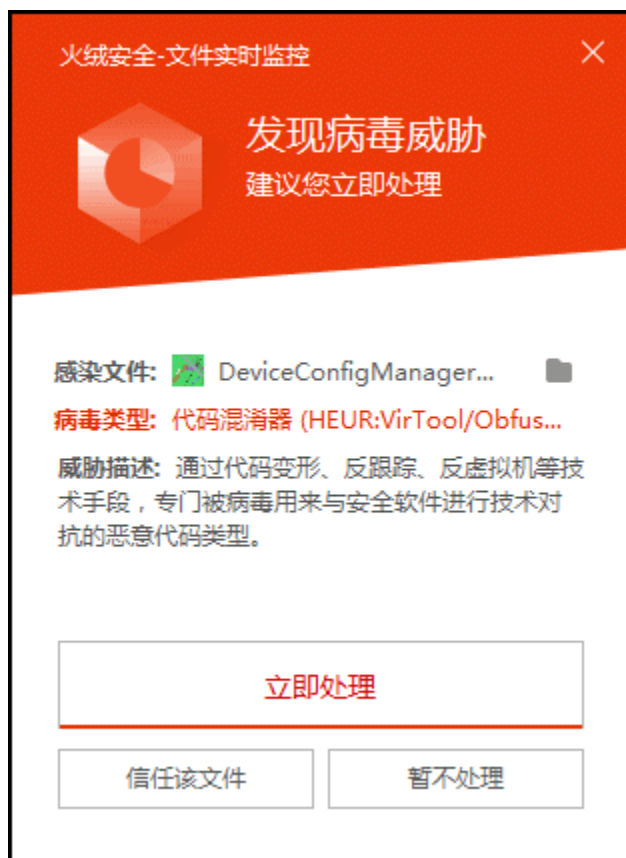 火绒安全-文件实时监控
发现病毒威胁
建议您立即处理
感染文件: DeviceConfigManager...
病毒类型: 代码混淆器 (HEUR:VirTool/Obfus...
威胁描述: 通过代码变形、反跟踪、反虚拟机等技
术手段，专门被病毒用来与安全软件进行技术对
抗的恶意代码类型。
立即处理
信任该文件
暂不处理